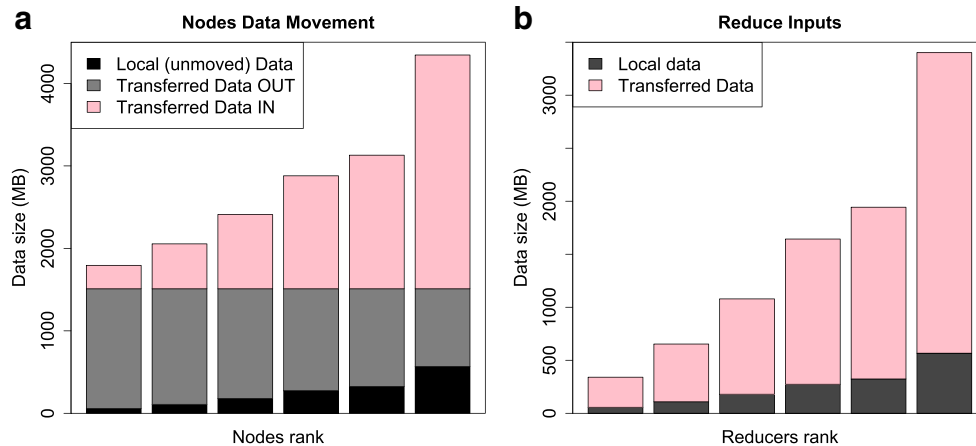 a
Nodes Data Movement
Local (unmoved) Data
Transferred Data OUT
Transferred Data IN
Data size (MB)
0
1000
2000
3000
4000
Nodes rank
b
Reduce Inputs
Local data
Transferred Data
Data size (MB)
0
500
1000
2000
3000
Reducers rank